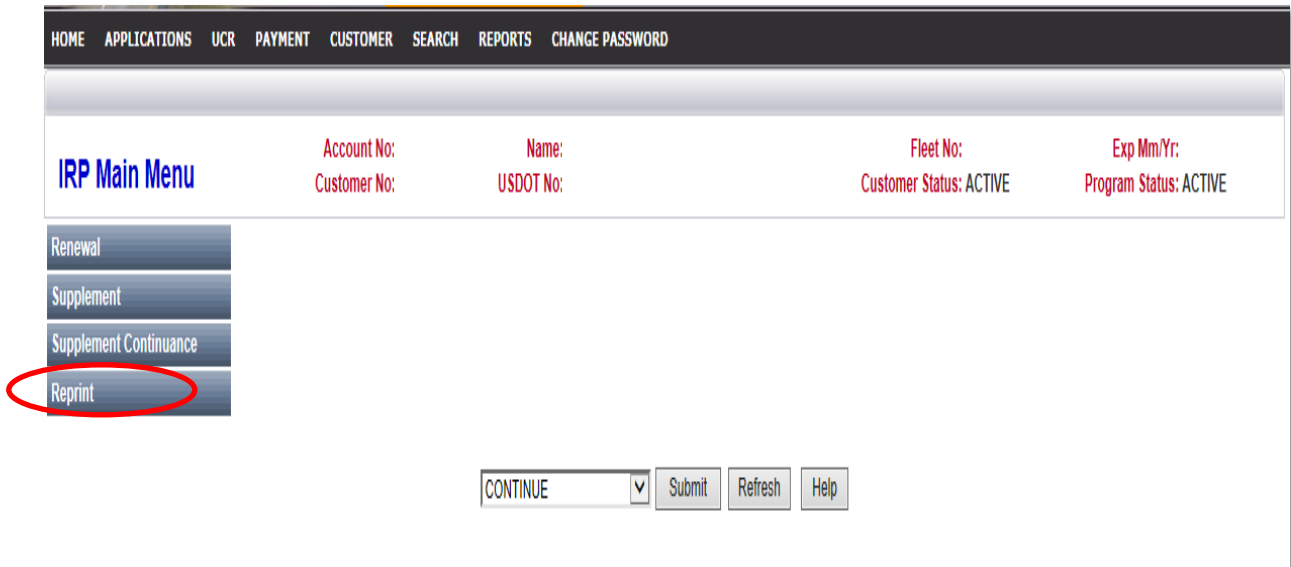 HOME APPLICATIONS UCR PAYMENT CUSTOMER SEARCH REPORTS CHANGE PASSWORD
IRP Main Menu
Account No: Name: Fleet No: Exp Mm/Yr:
Customer No: USDOT No: Customer Status: ACTIVE Program Status: ACTIVE
Renewal
Supplement
Supplement Continuance
Reprint
CONTINUE Submit Refresh Help